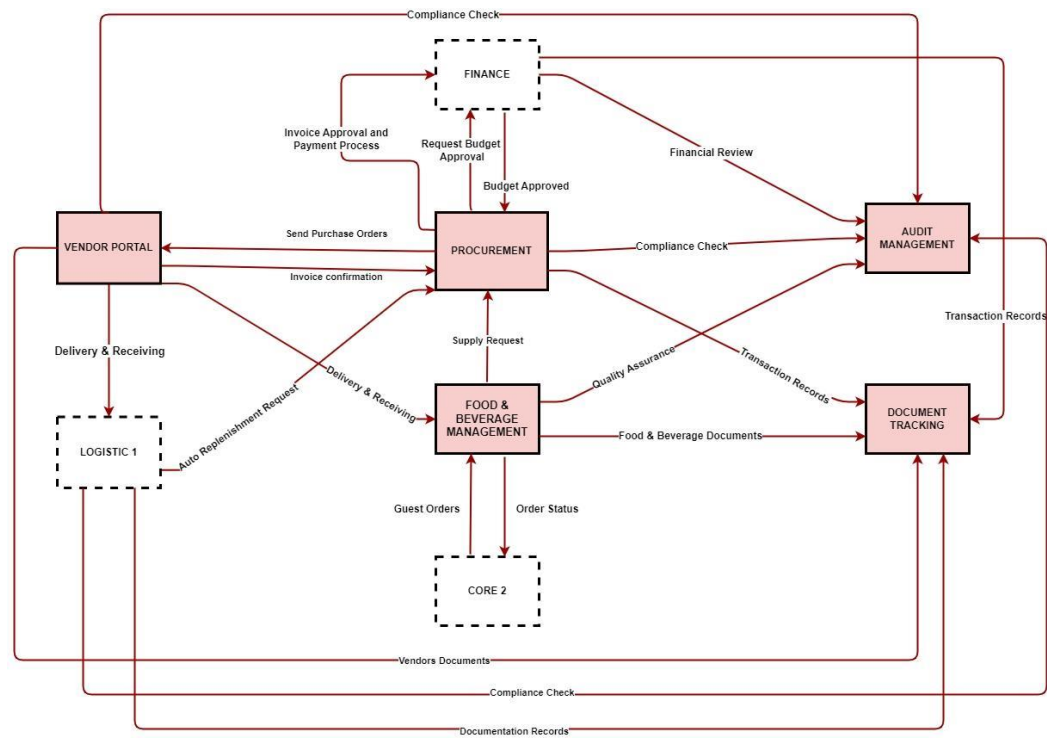 Compliance Check
FINANCE
Invoice Approval and
Payment Process
Request Budget
Approval
Financial Review
Budget Approved
VENDOR PORTAL
Send Purchase Orders
PROCUREMENT
Compliance Check
AUDIT
MANAGEMENT
Invoice confirmation
Transaction Records
Delivery & Receiving
Supply Request
Quality Assurance
Transaction Records
Delivery & Receiving
Auto Replenishment Request
FOOD &
BEVERAGE
MANAGEMENT
DOCUMENT
TRACKING
Food & Beverage Documents
LOGISTIC 1
Guest Orders
Order Status
CORE 2
Vendors Documents
Compliance Check
Documentation Records